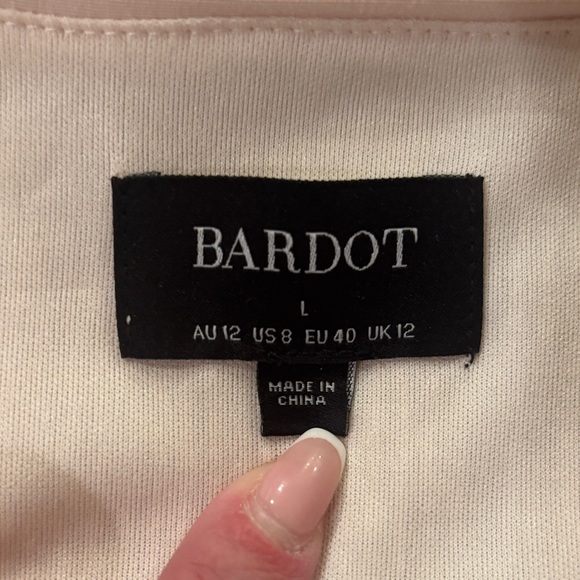 BARDOT
L
AU 12 US 8 EU 40 UK 12
MADE IN
CHINA